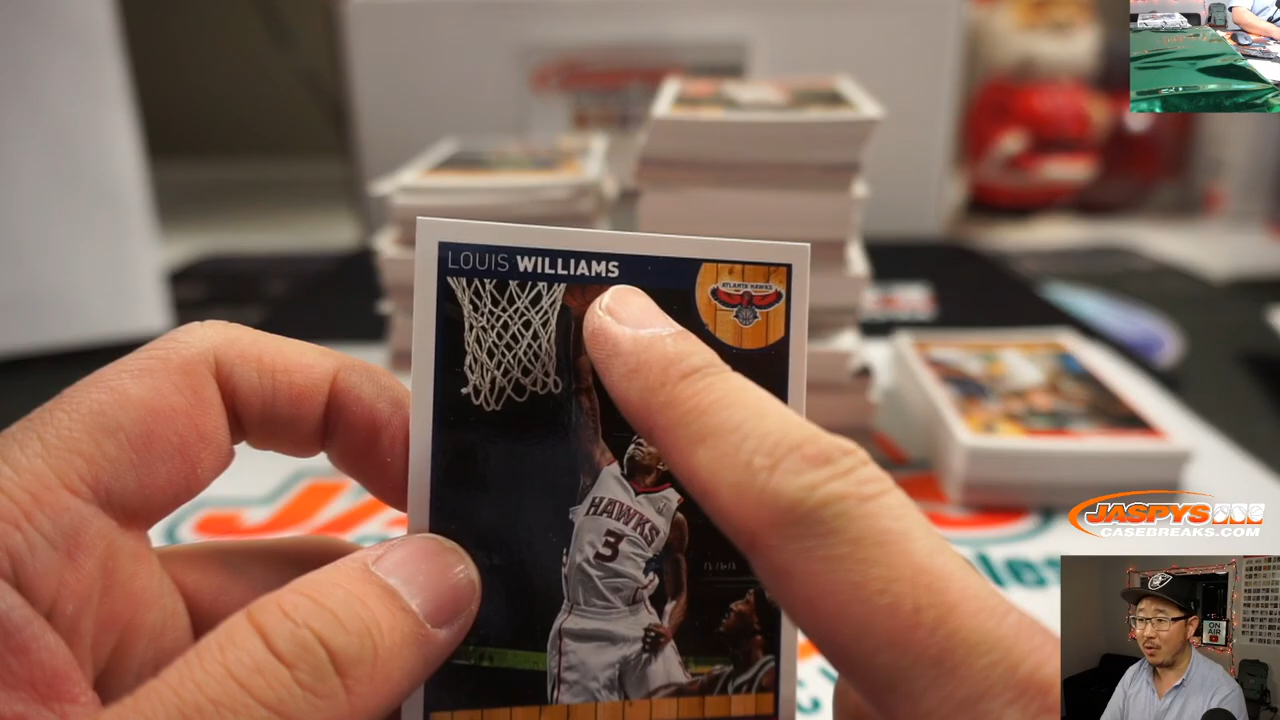 LOUIS WILLIAMS
ATLANTA HAWKS
HAWKS
3
JASPYS
CASEBREAKS.COM
ON
AIR